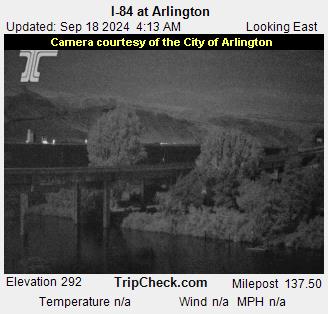 I-84 at Arlington
Updated: Sep 18 2024 4:13 AM Looking East
Camera courtesy of the City of Arlington
Elevation 292 TripCheck.com Milepost 137.50
Temperature n/a Wind n/a MPH n/a